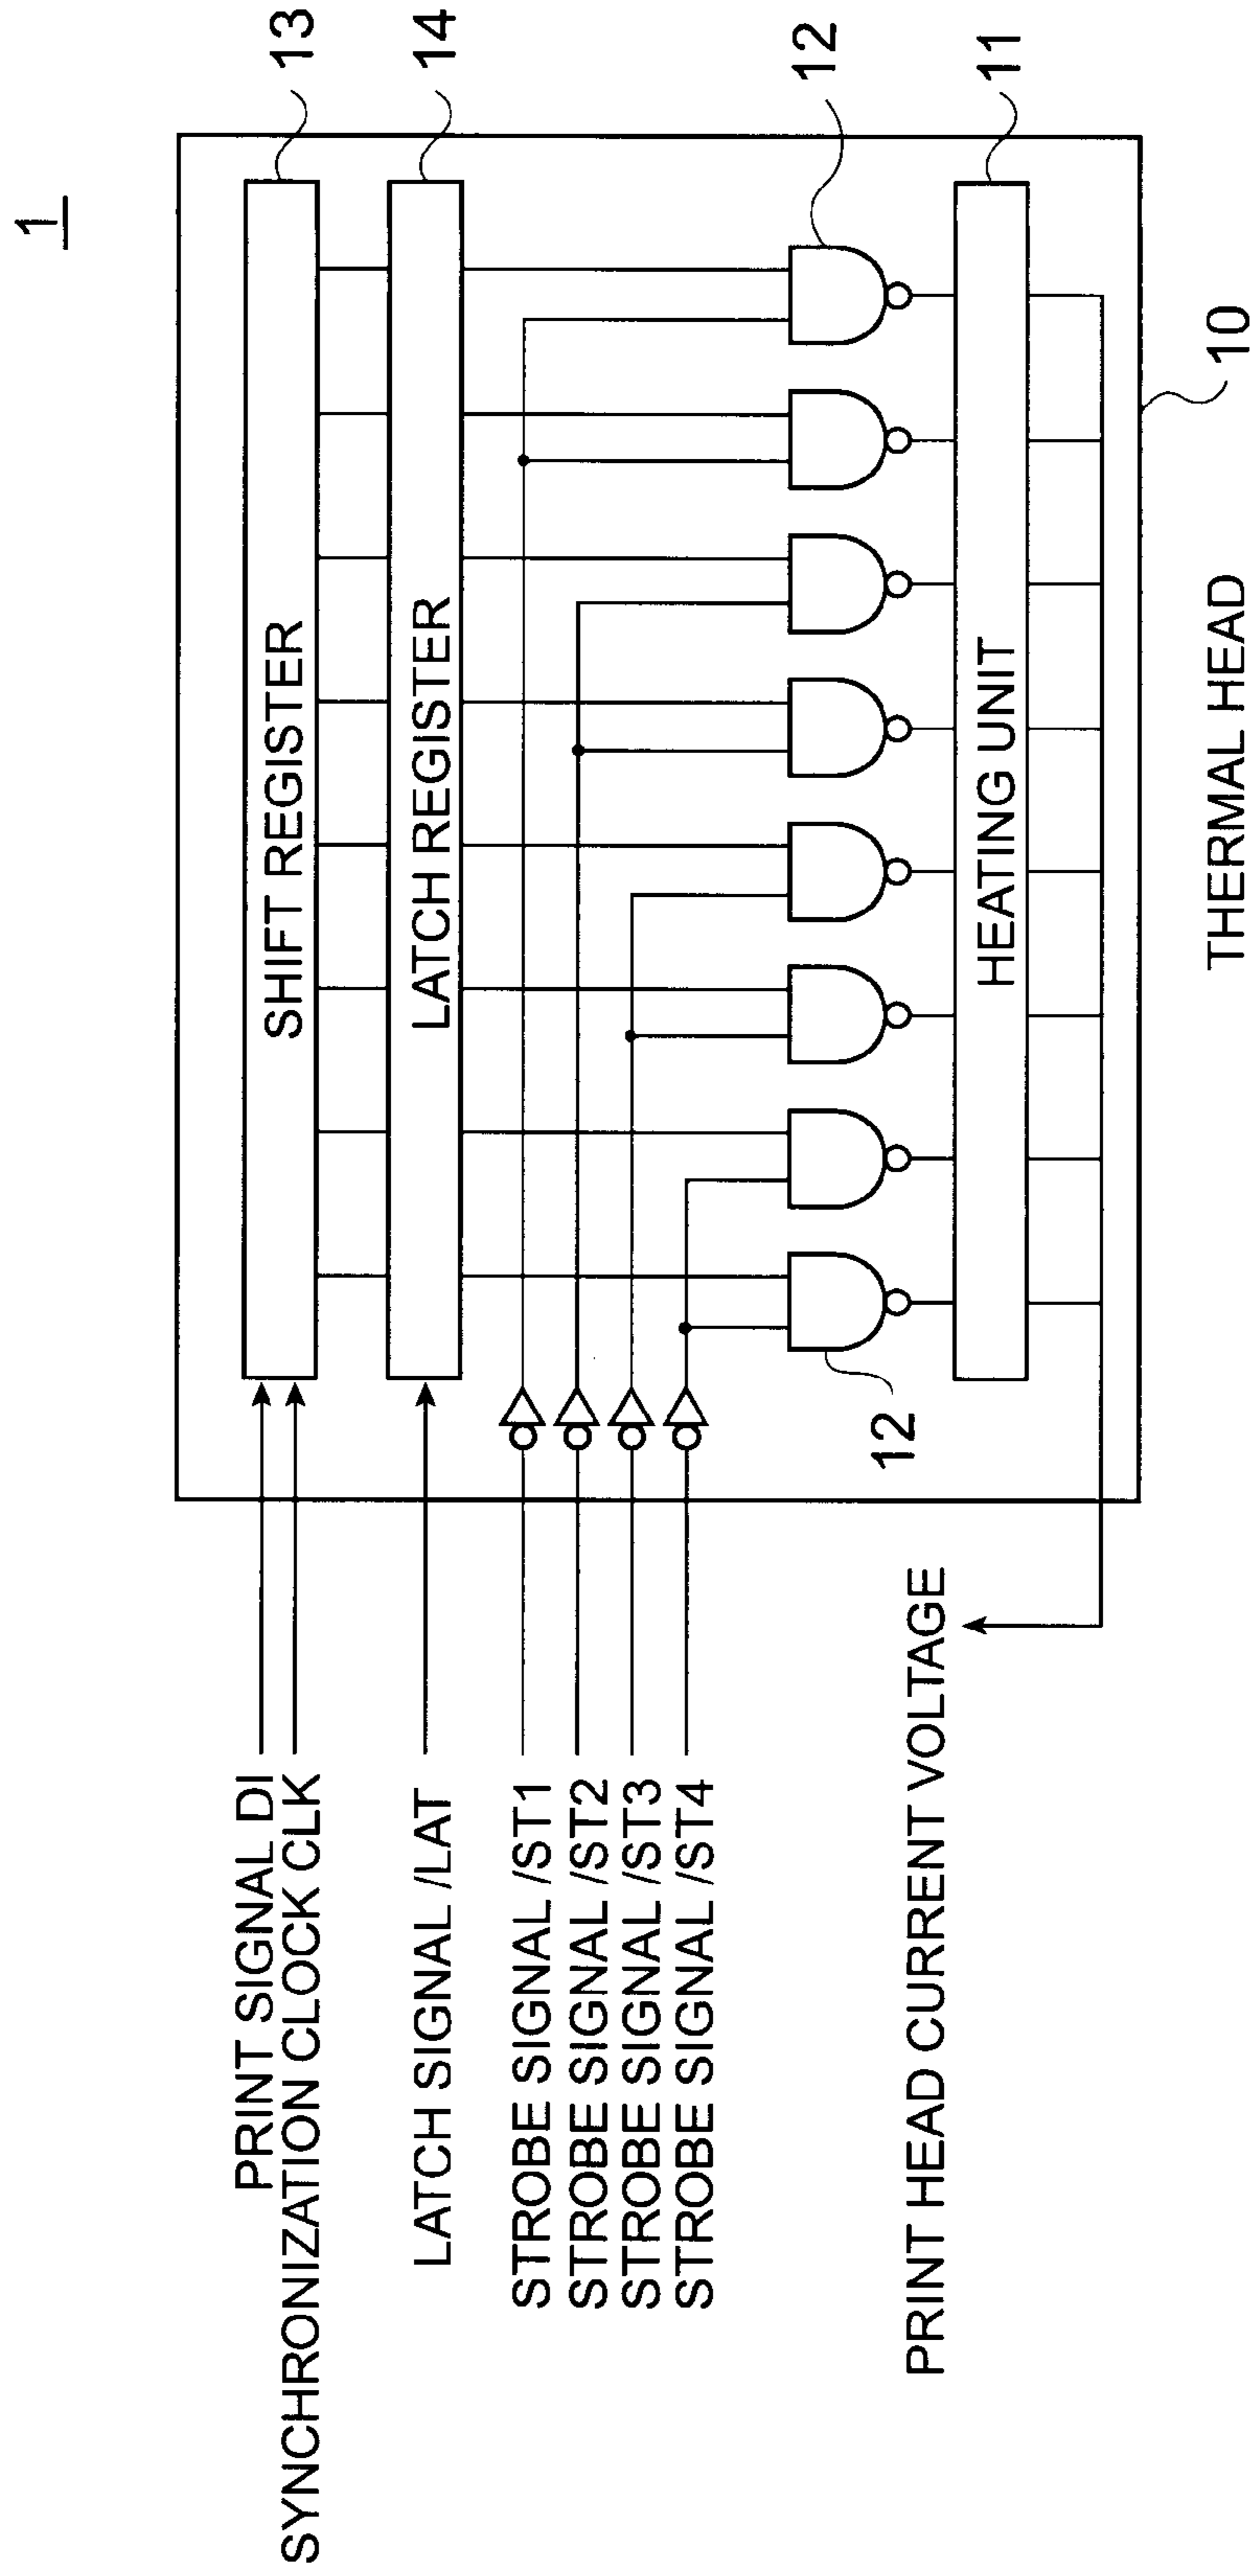 1
PRINT SIGNAL DI
SYNCHRONIZATION CLOCK CLK
SHIFT REGISTER
13
LATCH SIGNAL /LAT
LATCH REGISTER
14
STROBE SIGNAL /ST1
STROBE SIGNAL /ST2
STROBE SIGNAL /ST3
STROBE SIGNAL /ST4
12
12
PRINT HEAD CURRENT VOLTAGE
HEATING UNIT
11
10
THERMAL HEAD